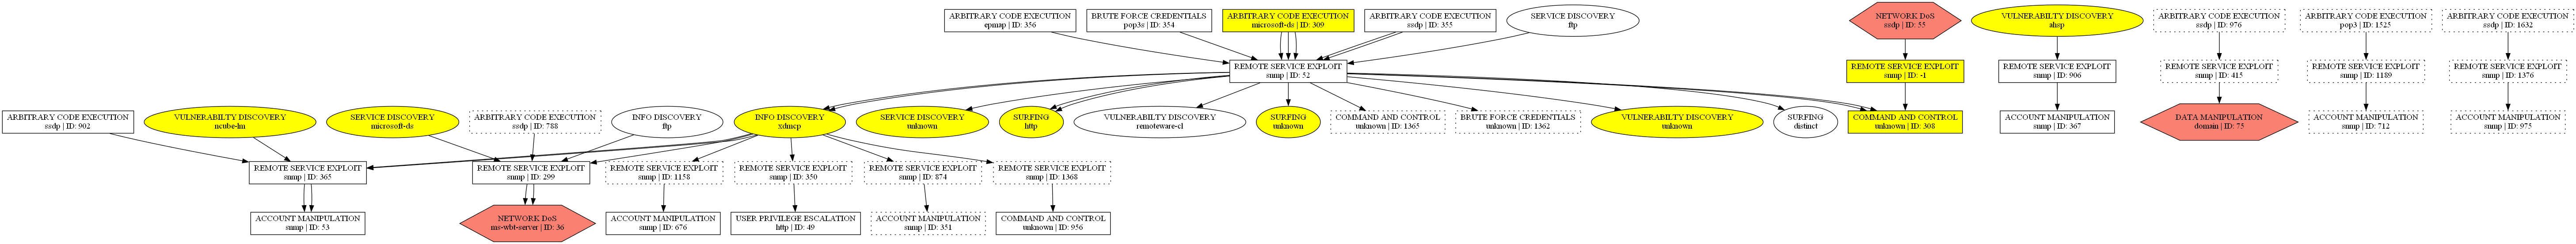 ARBITRARY CODE EXECUTION
epmap | ID: 356
BRUTE FORCE CREDENTIALS
pop3s | ID: 354
ARBITRARY CODE EXECUTION
microsoft-ds | ID: 309
ARBITRARY CODE EXECUTION
ssdp | ID: 355
SERVICE DISCOVERY
ftp
NETWORK DoS
ssdp | ID: 55
VULNERABILTY DISCOVERY
ahsp
ARBITRARY CODE EXECUTION
ssdp | ID: 976
ARBITRARY CODE EXECUTION
pop3 | ID: 1525
ARBITRARY CODE EXECUTION
ssdp | ID: 1632
REMOTE SERVICE EXPLOIT
snmp | ID: 52
REMOTE SERVICE EXPLOIT
snmp | ID: -1
REMOTE SERVICE EXPLOIT
snmp | ID: 906
REMOTE SERVICE EXPLOIT
snmp | ID: 415
REMOTE SERVICE EXPLOIT
snmp | ID: 1189
REMOTE SERVICE EXPLOIT
snmp | ID: 1376
ARBITRARY CODE EXECUTION
ssdp | ID: 902
VULNERABILTY DISCOVERY
ncube-lm
SERVICE DISCOVERY
microsoft-ds
ARBITRARY CODE EXECUTION
ssdp | ID: 788
INFO DISCOVERY
ftp
INFO DISCOVERY
xdmcp
SERVICE DISCOVERY
unknown
SURFING
http
VULNERABILTY DISCOVERY
remoteware-cl
SURFING
unknown
COMMAND AND CONTROL
unknown | ID: 1365
BRUTE FORCE CREDENTIALS
unknown | ID: 1362
VULNERABILTY DISCOVERY
unknown
SURFING
distinct
COMMAND AND CONTROL
unknown | ID: 308
ACCOUNT MANIPULATION
snmp | ID: 367
DATA MANIPULATION
domain | ID: 75
ACCOUNT MANIPULATION
snmp | ID: 712
ACCOUNT MANIPULATION
snmp | ID: 975
REMOTE SERVICE EXPLOIT
snmp | ID: 365
REMOTE SERVICE EXPLOIT
snmp | ID: 299
REMOTE SERVICE EXPLOIT
snmp | ID: 1158
REMOTE SERVICE EXPLOIT
snmp | ID: 350
REMOTE SERVICE EXPLOIT
snmp | ID: 874
REMOTE SERVICE EXPLOIT
snmp | ID: 1368
ACCOUNT MANIPULATION
snmp | ID: 53
NETWORK DoS
ms-wbt-server | ID: 36
ACCOUNT MANIPULATION
snmp | ID: 676
USER PRIVILEGE ESCALATION
http | ID: 49
ACCOUNT MANIPULATION
snmp | ID: 351
COMMAND AND CONTROL
unknown | ID: 956